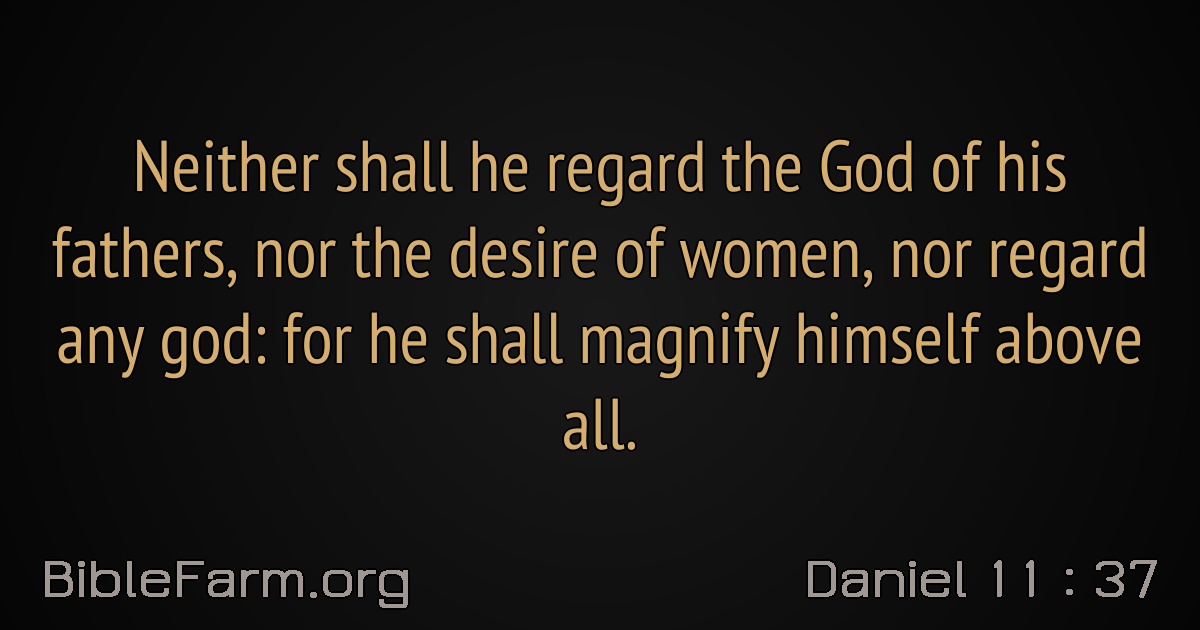 Neither shall he regard the God of his
fathers, nor the desire of women, nor regard
any god: for he shall magnify himself above
all.
BibleFarm.org
Daniel 11 : 37